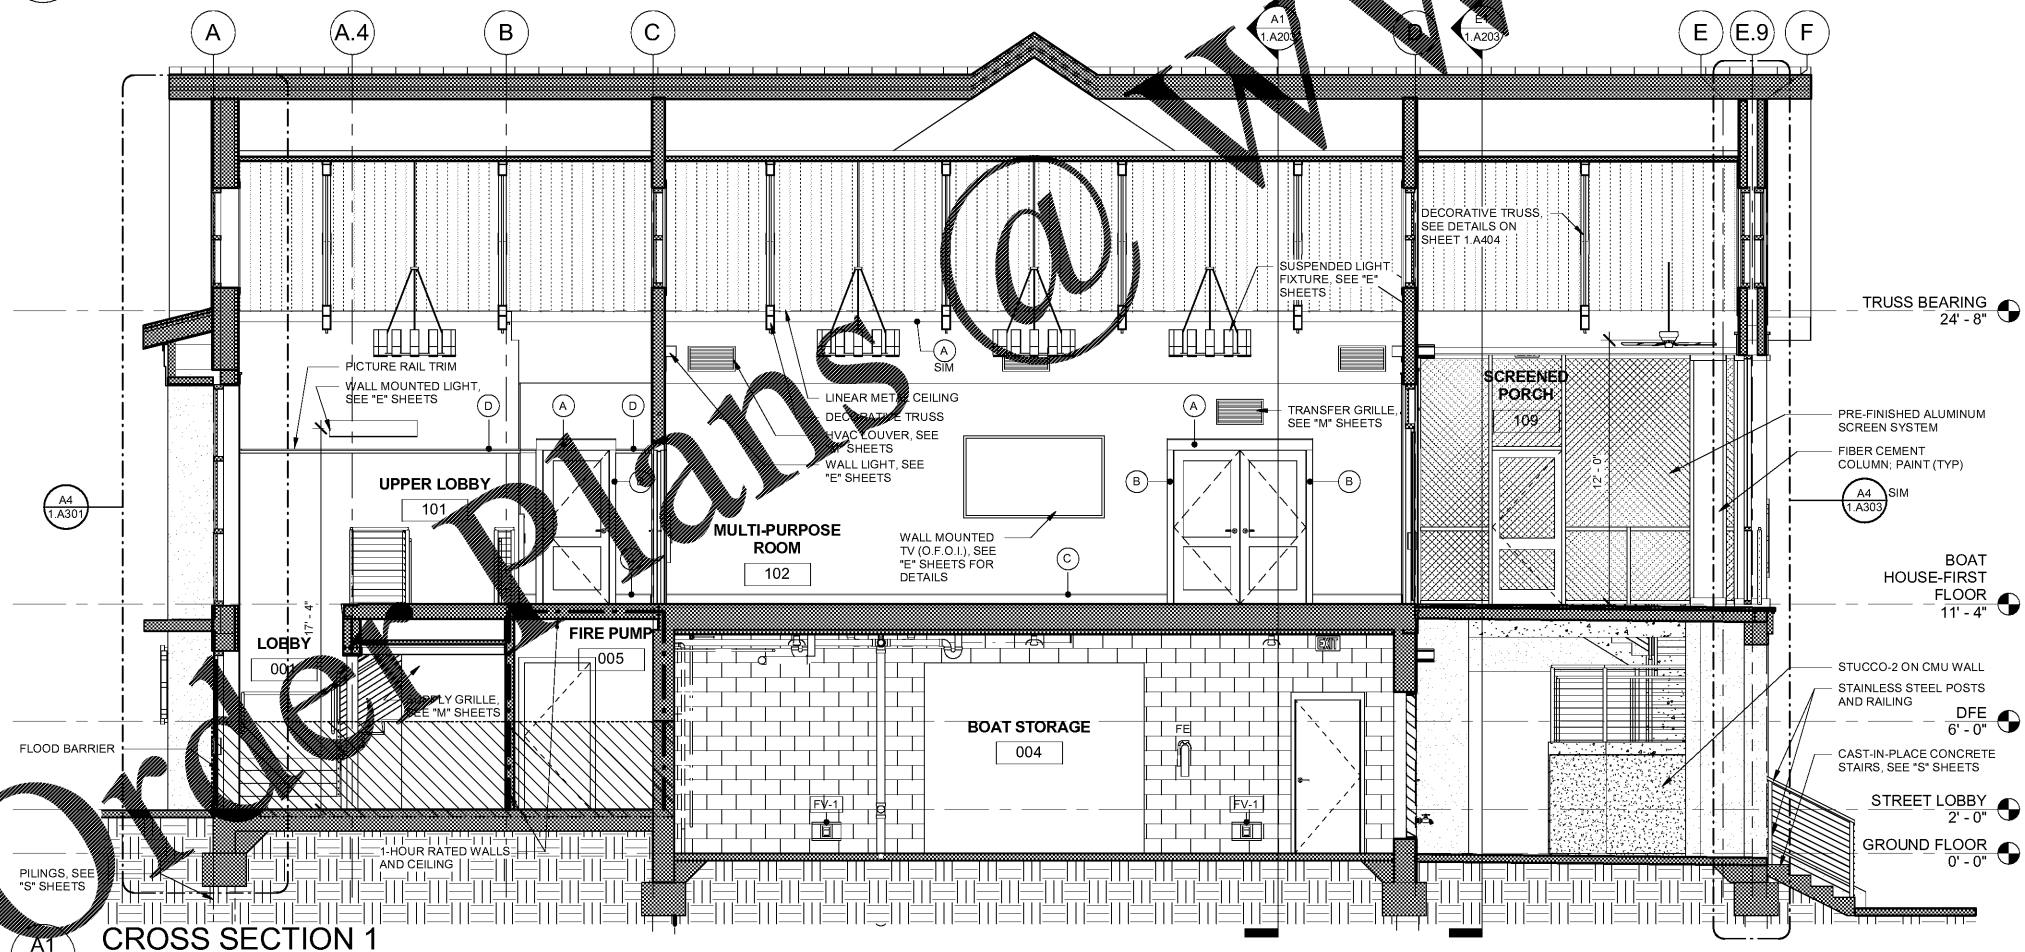 A
A.4
B
C
A1
1.A203
D
E1
1.A203
E
E.9
F
DECORATIVE TRUSS,
SEE DETAILS ON
SHEET 1.A404
SUSPENDED LIGHT
FIXTURE, SEE "E"
SHEETS
TRUSS BEARING
24' - 8"
A
SIM
PICTURE RAIL TRIM
WALL MOUNTED LIGHT,
SEE "E" SHEETS
D
A
D
LINEAR METAL CEILING
DECORATIVE TRUSS
HVAC LOUVER, SEE
"M" SHEETS
WALL LIGHT, SEE
"E" SHEETS
A
TRANSFER GRILLE,
SEE "M" SHEETS
SCREENED
PORCH
109
PRE-FINISHED ALUMINUM
SCREEN SYSTEM
FIBER CEMENT
COLUMN; PAINT (TYP)
12' - 0"
A4
1.A301
UPPER LOBBY
101
B
B
A4
1.A303
SIM
MULTI-PURPOSE
ROOM
102
WALL MOUNTED
TV (O.F.O.I.), SEE
"E" SHEETS FOR
DETAILS
C
BOAT
HOUSE-FIRST
FLOOR
11' - 4"
17' - 4"
LOBBY
001
FIRE PUMP
005
EXIT
SUPPLY GRILLE,
SEE "M" SHEETS
BOAT STORAGE
004
FE
STUCCO-2 ON CMU WALL
STAINLESS STEEL POSTS
AND RAILING
DFE
6' - 0"
FLOOD BARRIER
CAST-IN-PLACE CONCRETE
STAIRS, SEE "S" SHEETS
FV-1
FV-1
STREET LOBBY
2' - 0"
GROUND FLOOR
0' - 0"
1-HOUR RATED WALLS
AND CEILING
PILINGS, SEE
"S" SHEETS
A1
CROSS SECTION 1
Order Plans @ w